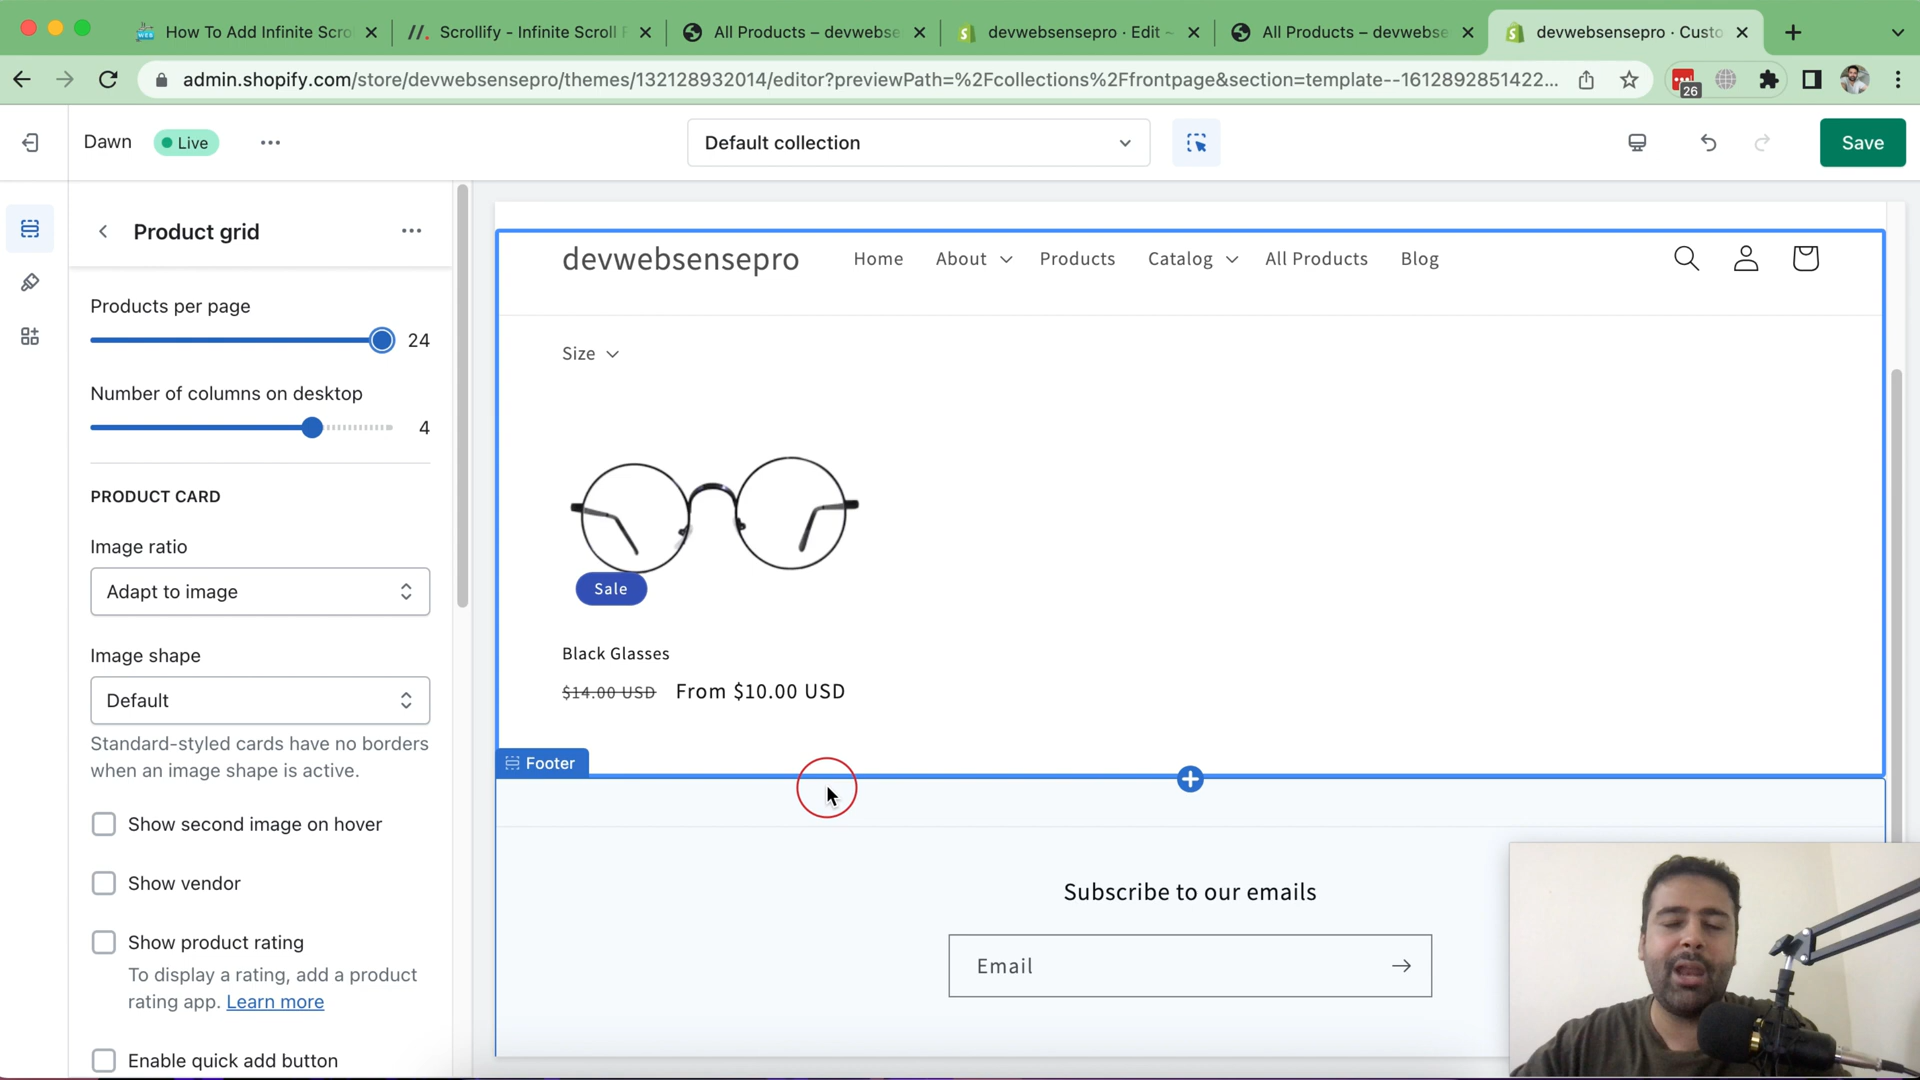 How To Add Infinite Scro
Scrollify - Infinite Scroll
All Products – devwebse
devwebsensepro · Edit ~
All Products – devwebse
devwebsensepro · Custo
admin.shopify.com/store/devwebsensepro/themes/132128932014/editor?previewPath=%2Fcollections%2Ffrontpage&section=template--1612892851422...
26
Dawn
Live
Default collection
Save
Product grid
Products per page
24
Number of columns on desktop
4
PRODUCT CARD
Image ratio
Adapt to image
Image shape
Default
Standard-styled cards have no borders
when an image shape is active.
Show second image on hover
Show vendor
Show product rating
To display a rating, add a product
rating app. Learn more
Enable quick add button
devwebsensepro
Home
About
Products
Catalog
All Products
Blog
Size
Sale
Black Glasses
$14.00 USD From $10.00 USD
Footer
Subscribe to our emails
Email